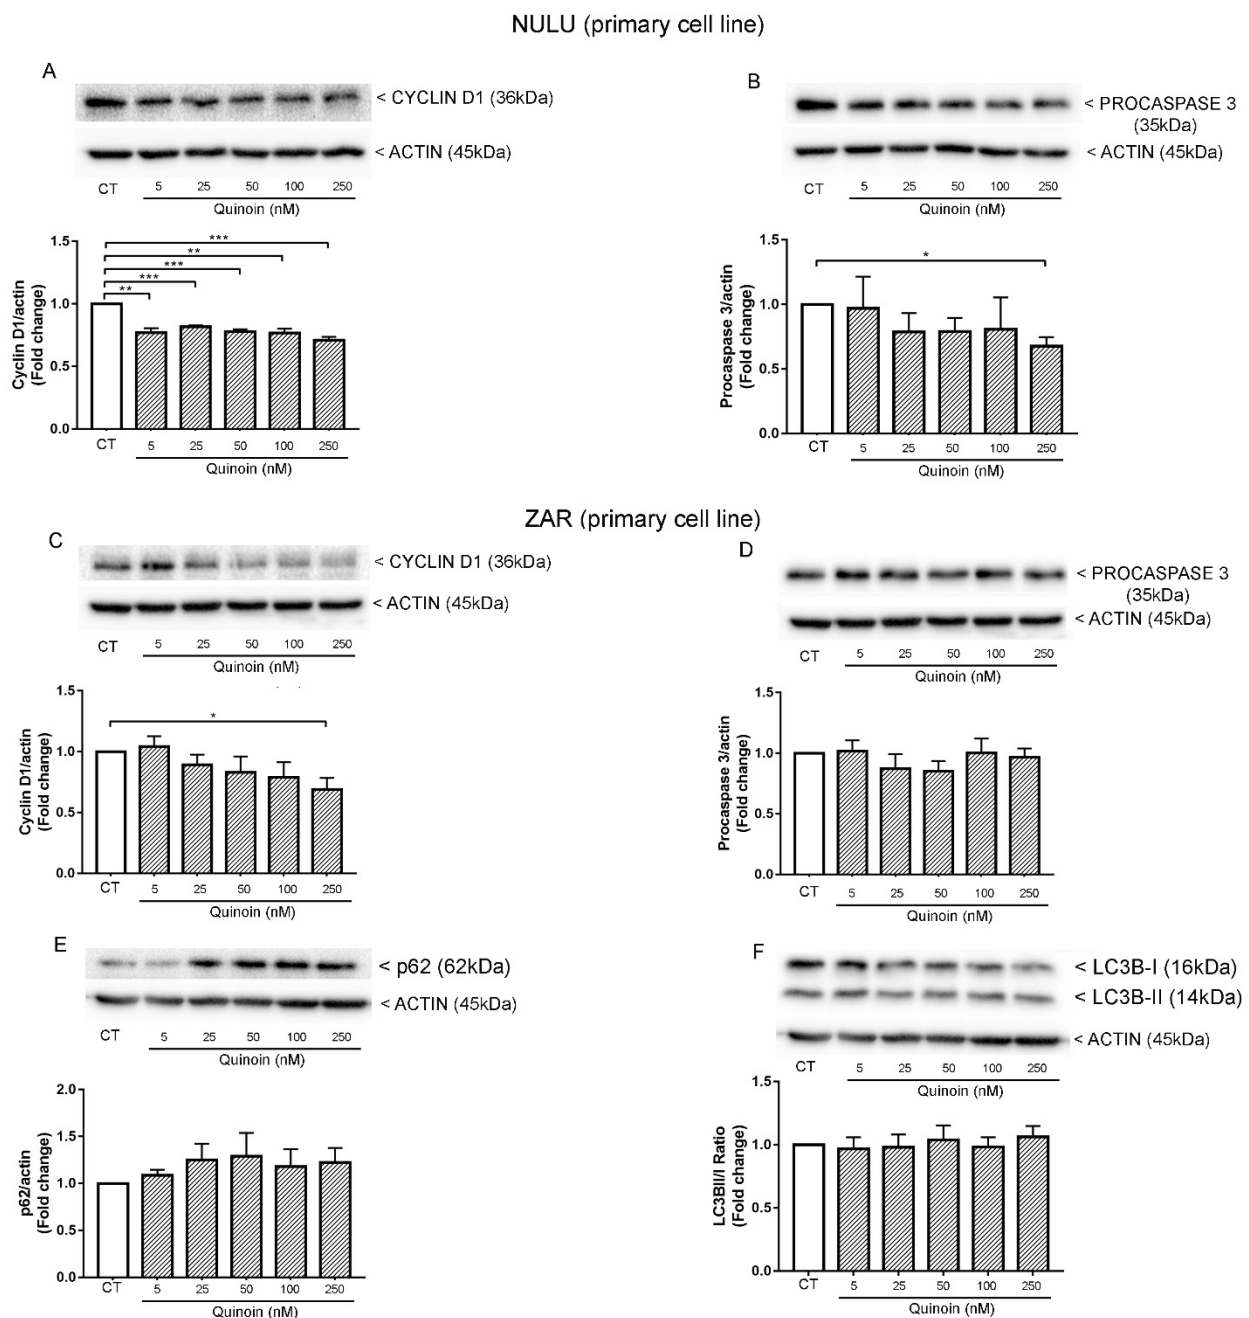 NULU (primary cell line)
A
< CYCLIN D1 (36kDa)
< ACTIN (45kDa)
CT 5 25 50 100 250
Quinoin (nM)
Cyclin D1/actin
(Fold change)
1.5
1.0
0.5
0.0
***
**
***
***
**
CT 5 25 50 100 250
Quinoin (nM)
B
< PROCASPASE 3
(35kDa)
< ACTIN (45kDa)
CT 5 25 50 100 250
Quinoin (nM)
Procaspase 3/actin
(Fold change)
1.5
1.0
0.5
0.0
*
CT 5 25 50 100 250
Quinoin (nM)
ZAR (primary cell line)
C
< CYCLIN D1 (36kDa)
< ACTIN (45kDa)
CT 5 25 50 100 250
Quinoin (nM)
Cyclin D1/actin
(Fold change)
1.5
1.0
0.5
0.0
*
CT 5 25 50 100 250
Quinoin (nM)
D
< PROCASPASE 3
(35kDa)
< ACTIN (45kDa)
CT 5 25 50 100 250
Quinoin (nM)
Procaspase 3/actin
(Fold change)
1.5
1.0
0.5
0.0
CT 5 25 50 100 250
Quinoin (nM)
E
< p62 (62kDa)
< ACTIN (45kDa)
CT 5 25 50 100 250
Quinoin (nM)
p62/actin
(Fold change)
2.0
1.5
1.0
0.5
0.0
CT 5 25 50 100 250
Quinoin (nM)
F
< LC3B-I (16kDa)
< LC3B-II (14kDa)
< ACTIN (45kDa)
CT 5 25 50 100 250
Quinoin (nM)
LC3BII/I Ratio
(Fold change)
1.5
1.0
0.5
0.0
CT 5 25 50 100 250
Quinoin (nM)